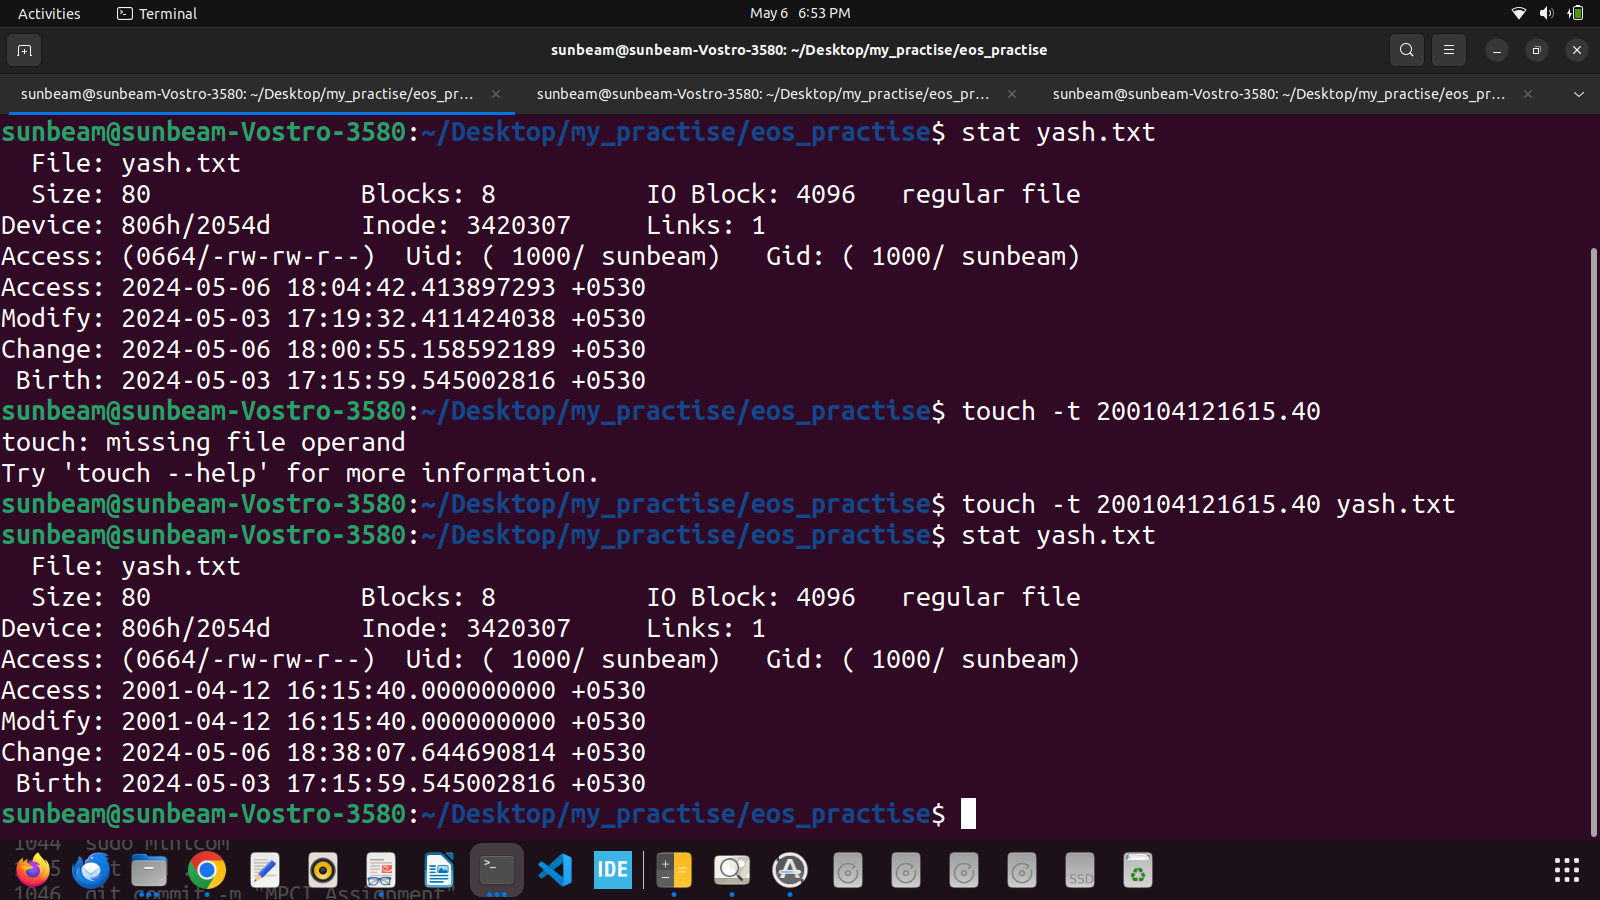 Activities Terminal May 6 6:53 PM
sunbeam@sunbeam-Vostro-3580: ~/Desktop/my_practise/eos_practise
sunbeam@sunbeam-Vostro-3580: ~/Desktop/my_practise/eos_pr... sunbeam@sunbeam-Vostro-3580: ~/Desktop/my_practise/eos_pr... sunbeam@sunbeam-Vostro-3580: ~/Desktop/my_practise/eos_pr...
sunbeam@sunbeam-Vostro-3580:~/Desktop/my_practise/eos_practise$ stat yash.txt
  File: yash.txt
  Size: 80              Blocks: 8          IO Block: 4096   regular file
Device: 806h/2054d      Inode: 3420307     Links: 1
Access: (0664/-rw-rw-r--)  Uid: ( 1000/ sunbeam)   Gid: ( 1000/ sunbeam)
Access: 2024-05-06 18:04:42.413897293 +0530
Modify: 2024-05-03 17:19:32.411424038 +0530
Change: 2024-05-06 18:00:55.158592189 +0530
 Birth: 2024-05-03 17:15:59.545002816 +0530
sunbeam@sunbeam-Vostro-3580:~/Desktop/my_practise/eos_practise$ touch -t 200104121615.40
touch: missing file operand
Try 'touch --help' for more information.
sunbeam@sunbeam-Vostro-3580:~/Desktop/my_practise/eos_practise$ touch -t 200104121615.40 yash.txt
sunbeam@sunbeam-Vostro-3580:~/Desktop/my_practise/eos_practise$ stat yash.txt
  File: yash.txt
  Size: 80              Blocks: 8          IO Block: 4096   regular file
Device: 806h/2054d      Inode: 3420307     Links: 1
Access: (0664/-rw-rw-r--)  Uid: ( 1000/ sunbeam)   Gid: ( 1000/ sunbeam)
Access: 2001-04-12 16:15:40.000000000 +0530
Modify: 2001-04-12 16:15:40.000000000 +0530
Change: 2024-05-06 18:38:07.644690814 +0530
 Birth: 2024-05-03 17:15:59.545002816 +0530
sunbeam@sunbeam-Vostro-3580:~/Desktop/my_practise/eos_practise$
1044 sudo minicom
IDE
SSD
1046 git commit -m "MPCI Assignment"